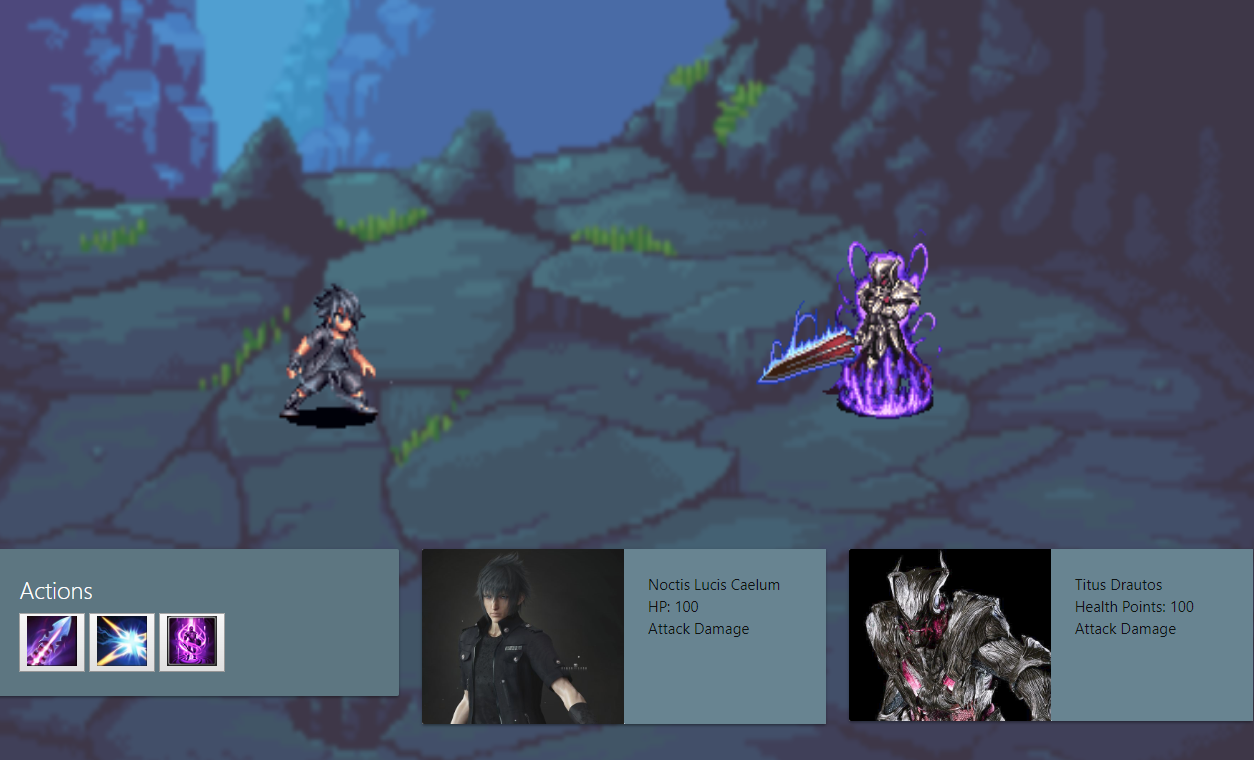 Actions
Noctis Lucis Caelum
HP: 100
Attack Damage
Titus Drautos
Health Points: 100
Attack Damage